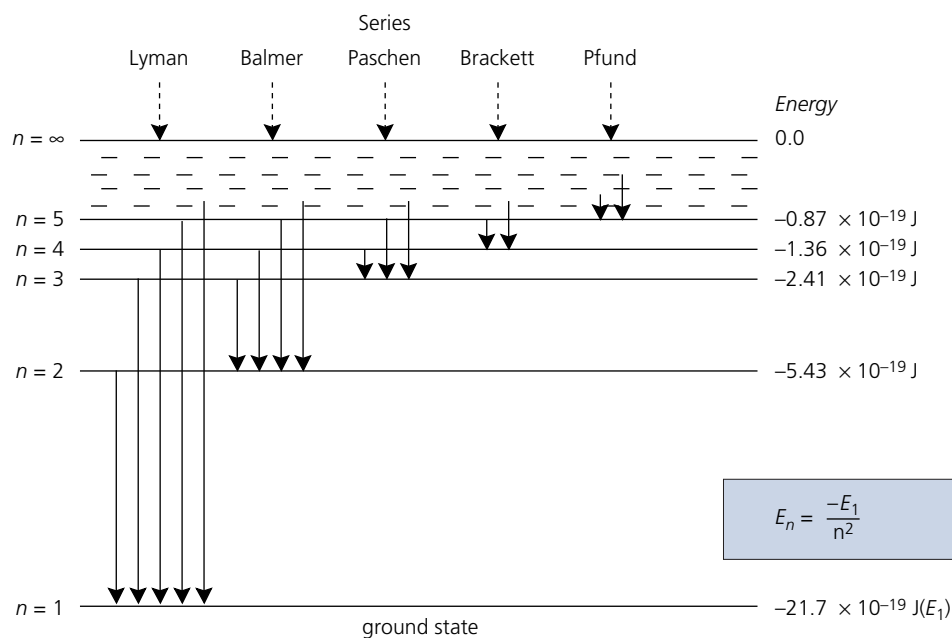 Series
Lyman Balmer Paschen Brackett Pfund
Energy
n = ∞ 0.0
n = 5 –0.87 × 10–19 J
n = 4 –1.36 × 10–19 J
n = 3 –2.41 × 10–19 J
n = 2 –5.43 × 10–19 J
En = –E1
n2
n = 1 –21.7 × 10–19 J(E1)
ground state